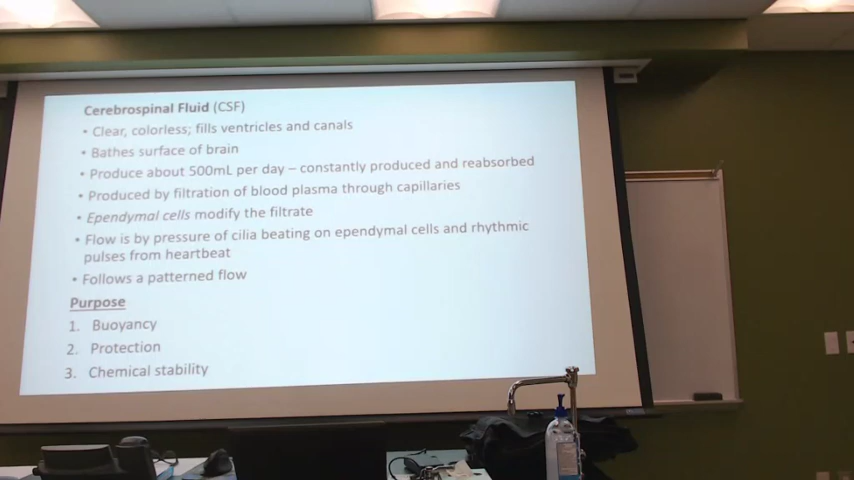 Cerebrospinal Fluid (CSF)
• Clear, colorless; fills ventricles and canals
• Bathes surface of brain
• Produce about 500mL per day – constantly produced and reabsorbed
• Produced by filtration of blood plasma through capillaries
• Ependymal cells modify the filtrate
• Flow is by pressure of cilia beating on ependymal cells and rhythmic
pulses from heartbeat
• Follows a patterned flow
Purpose
1. Buoyancy
2. Protection
3. Chemical stability